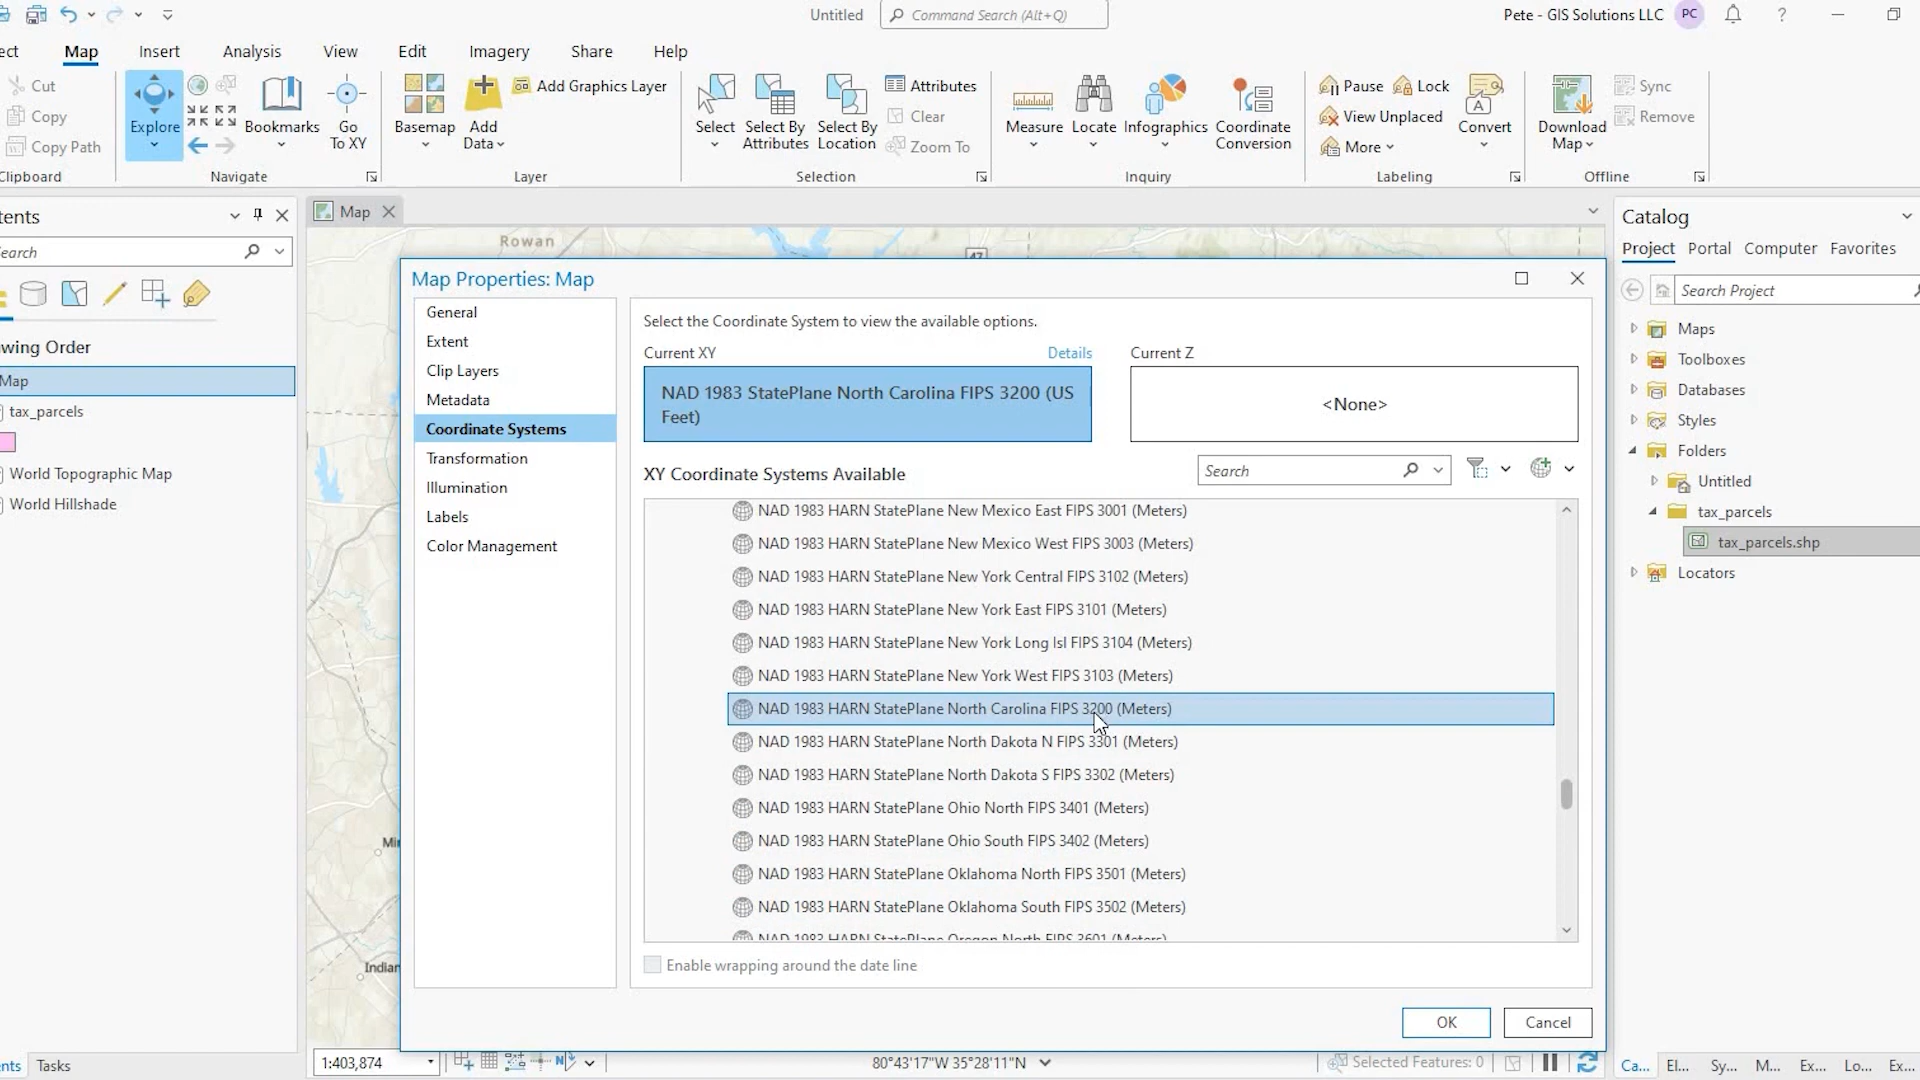 Untitled
Command Search (Alt+Q)
Pete - GIS Solutions LLC
PC
?
ect
Map
Insert
Analysis
View
Edit
Imagery
Share
Help
Cut
Copy
Copy Path
Clipboard
Explore
Bookmarks
Go
To XY
Navigate
Basemap
Add
Data
Add Graphics Layer
Layer
Select
Select By
Attributes
Select By
Location
Attributes
Clear
Zoom To
Selection
Measure
Locate
Infographics
Coordinate
Conversion
Inquiry
Pause
Lock
View Unplaced
More
Convert
Labeling
Download
Map
Sync
Remove
Offline
tents
earch
wing Order
Map
tax_parcels
World Topographic Map
World Hillshade
Map
Rowan
47
Map Properties: Map
General
Extent
Clip Layers
Metadata
Coordinate Systems
Transformation
Illumination
Labels
Color Management
Select the Coordinate System to view the available options.
Current XY
Details
NAD 1983 StatePlane North Carolina FIPS 3200 (US
Feet)
Current Z
<None>
XY Coordinate Systems Available
Search
NAD 1983 HARN StatePlane New Mexico East FIPS 3001 (Meters)
NAD 1983 HARN StatePlane New Mexico West FIPS 3003 (Meters)
NAD 1983 HARN StatePlane New York Central FIPS 3102 (Meters)
NAD 1983 HARN StatePlane New York East FIPS 3101 (Meters)
NAD 1983 HARN StatePlane New York Long Isl FIPS 3104 (Meters)
NAD 1983 HARN StatePlane New York West FIPS 3103 (Meters)
NAD 1983 HARN StatePlane North Carolina FIPS 3200 (Meters)
NAD 1983 HARN StatePlane North Dakota N FIPS 3301 (Meters)
NAD 1983 HARN StatePlane North Dakota S FIPS 3302 (Meters)
NAD 1983 HARN StatePlane Ohio North FIPS 3401 (Meters)
NAD 1983 HARN StatePlane Ohio South FIPS 3402 (Meters)
NAD 1983 HARN StatePlane Oklahoma North FIPS 3501 (Meters)
NAD 1983 HARN StatePlane Oklahoma South FIPS 3502 (Meters)
NAD 1983 HARN StatePlane Oregon North FIPS 3601 (Meters)
Enable wrapping around the date line
OK
Cancel
Min
Indian
Catalog
Project
Portal
Computer
Favorites
Search Project
Maps
Toolboxes
Databases
Styles
Folders
Untitled
tax_parcels
tax_parcels.shp
Locators
ents
Tasks
1:403,874
80°43'17"W 35°28'11"N
Selected Features: 0
Ca...
El...
Sy...
M...
Ex...
Lo...
Ex...